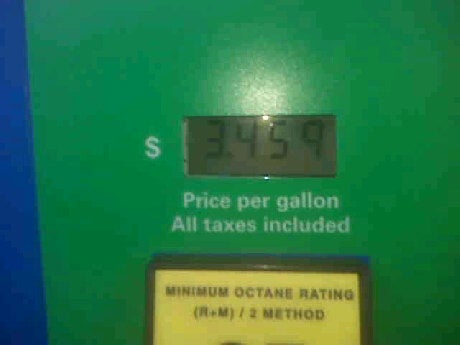 $ 3.459
Price per gallon
All taxes included
MINIMUM OCTANE RATING
(R+M) / 2 METHOD